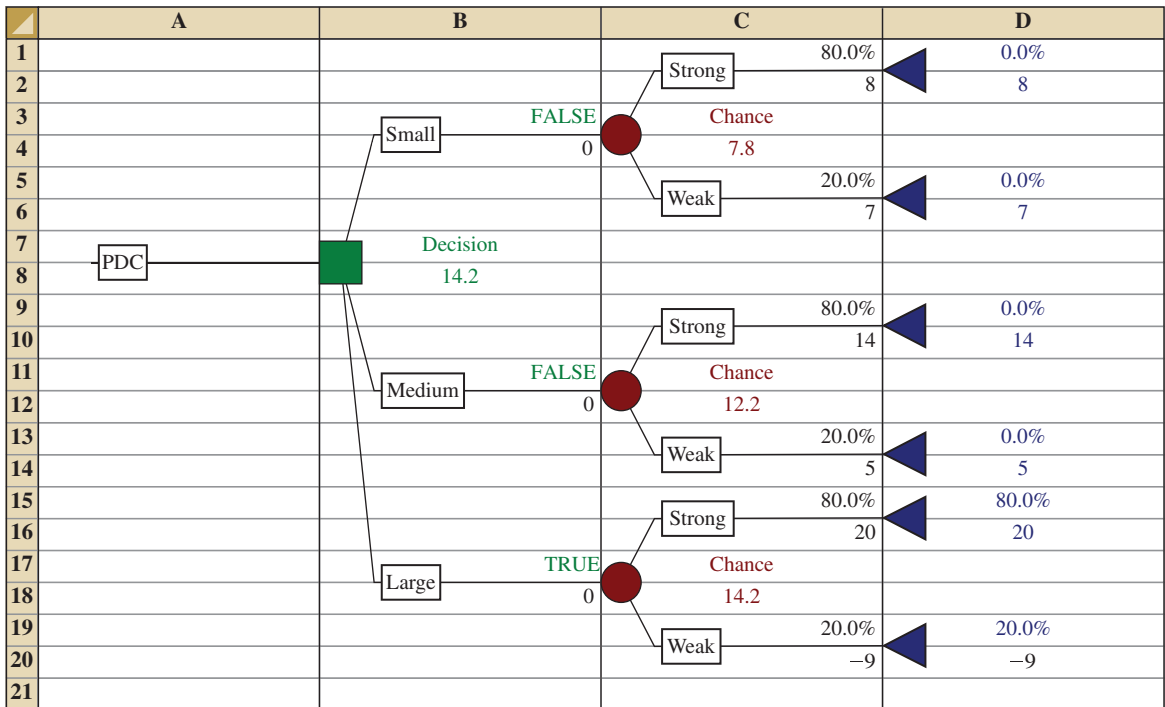 A B C D
1 80.0% 0.0%
Strong
2 8 8
3 FALSE Chance
Small
4 0 7.8
5 20.0% 0.0%
Weak
6 7 7
7 Decision
PDC
8 14.2
9 80.0% 0.0%
Strong
10 14 14
11 FALSE Chance
Medium
12 0 12.2
13 20.0% 0.0%
Weak
14 5 5
15 80.0% 80.0%
Strong
16 20 20
17 TRUE Chance
Large
18 0 14.2
19 20.0% 20.0%
Weak
20 −9 −9
21